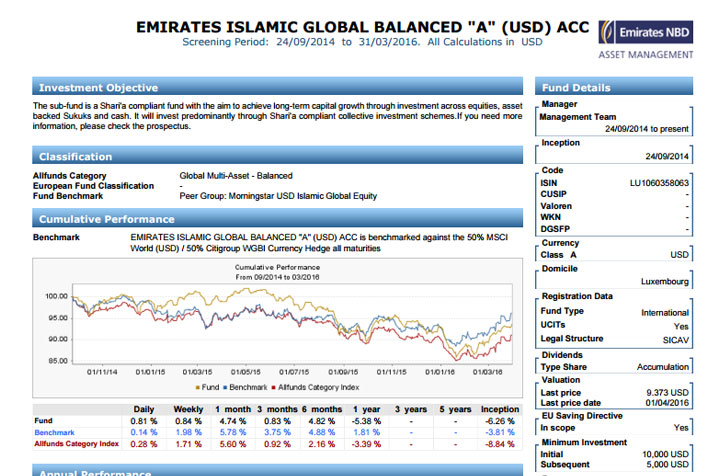 EMIRATES ISLAMIC GLOBAL BALANCED "A" (USD) ACC
Screening Period: 24/09/2014 to 31/03/2016. All Calculations in USD
Emirates NBD
ASSET MANAGEMENT
Investment Objective
The sub-fund is a Shari'a compliant fund with the aim to achieve long-term capital growth through investment across equities, asset
backed Sukuks and cash. It will invest predominantly through Shari'a compliant collective investment schemes.If you need more
information, please check the prospectus.
Classification
Allfunds Category Global Multi-Asset - Balanced
European Fund Classification -
Fund Benchmark Peer Group: Morningstar USD Islamic Global Equity
Cumulative Performance
Benchmark EMIRATES ISLAMIC GLOBAL BALANCED "A" (USD) ACC is benchmarked against the 50% MSCI
World (USD) / 50% Citigroup WGBI Currency Hedge all maturities
Cumulative Performance
From 09/2014 to 03/2016
100.00
95.00
90.00
95.00
01/11/14 01/01/15 01/03/15 01/05/15 01/07/15 01/09/15 01/11/15 01/01/16 01/03/16
Fund Benchmark Allfunds Category Index
Daily Weekly 1 month 3 months 6 months 1 year 3 years 5 years Inception
Fund 0.81 % 0.84 % 4.74 % 0.83 % 4.82 % -5.38 % - - -6.26 %
Benchmark 0.14 % 1.98 % 5.78 % 3.75 % 4.88 % 1.81 % - - -3.81 %
Allfunds Category Index 0.28 % 1.71 % 5.60 % 0.92 % 2.16 % -3.39 % - - -8.84 %
Annual Performance
Fund Details
Manager
Management Team
24/09/2014 to present
Inception
24/09/2014
Code
ISIN LU1060358063
CUSIP -
Valoren -
WKN -
DGSFP -
Currency
Class A USD
Domicile
Luxembourg
Registration Data
Fund Type International
UCITs Yes
Legal Structure SICAV
Dividends
Type Share Accumulation
Valuation
Last price 9.373 USD
Last price date 01/04/2016
EU Saving Directive
In scope Yes
Minimum Investment
Initial 10,000 USD
Subsequent 5,000 USD